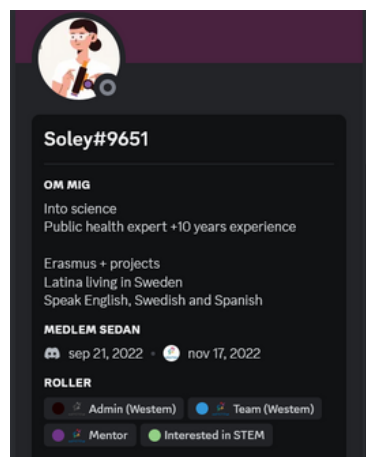 Soley#9651
OM MIG
Into science
Public health expert +10 years experience
Erasmus + projects
Latina living in Sweden
Speak English, Swedish and Spanish
MEDLEM SEDAN
sep 21, 2022 • nov 17, 2022
ROLLER
Admin (Westem) Team (Westem)
Mentor Interested in STEM